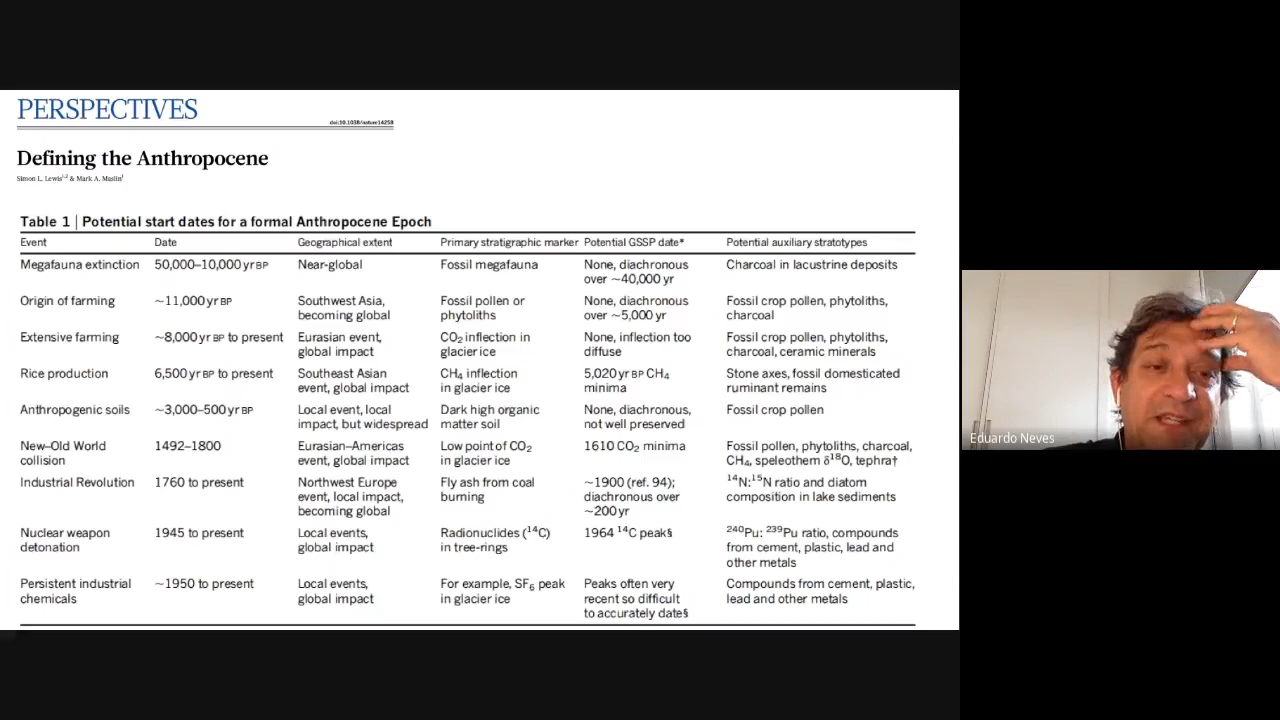 PERSPECTIVES
doi:10.1038/nature14258
Defining the Anthropocene
Simon L. Lewis1,2 & Mark A. Maslin1
Table 1 | Potential start dates for a formal Anthropocene Epoch
Event Date Geographical extent Primary stratigraphic marker Potential GSSP date* Potential auxiliary stratotypes
Megafauna extinction 50,000–10,000 yr BP Near-global Fossil megafauna None, diachronous Charcoal in lacustrine deposits
over ~40,000 yr
Origin of farming ~11,000 yr BP Southwest Asia, Fossil pollen or None, diachronous Fossil crop pollen, phytoliths,
becoming global phytoliths over ~5,000 yr charcoal
Extensive farming ~8,000 yr BP to present Eurasian event, CO₂ inflection in None, inflection too Fossil crop pollen, phytoliths,
global impact glacier ice diffuse charcoal, ceramic minerals
Rice production 6,500 yr BP to present Southeast Asian CH₄ inflection 5,020 yr BP CH₄ Stone axes, fossil domesticated
event, global impact in glacier ice minima ruminant remains
Anthropogenic soils ~3,000–500 yr BP Local event, local Dark high organic None, diachronous, Fossil crop pollen
impact, but widespread matter soil not well preserved
New–Old World 1492–1800 Eurasian–Americas Low point of CO₂ 1610 CO₂ minima Fossil pollen, phytoliths, charcoal,
collision event, global impact in glacier ice CH₄, speleothem δ¹⁸O, tephra†
Industrial Revolution 1760 to present Northwest Europe Fly ash from coal ~1900 (ref. 94); ¹⁴N:¹⁵N ratio and diatom
event, local impact, burning diachronous over composition in lake sediments
becoming global ~200 yr
Nuclear weapon 1945 to present Local events, Radionuclides (¹⁴C) 1964 ¹⁴C peak§ ²⁴⁰Pu: ²³⁹Pu ratio, compounds
detonation global impact in tree-rings from cement, plastic, lead and
other metals
Persistent industrial ~1950 to present Local events, For example, SF₆ peak Peaks often very Compounds from cement, plastic,
chemicals global impact in glacier ice recent so difficult lead and other metals
to accurately date§
Eduardo Neves